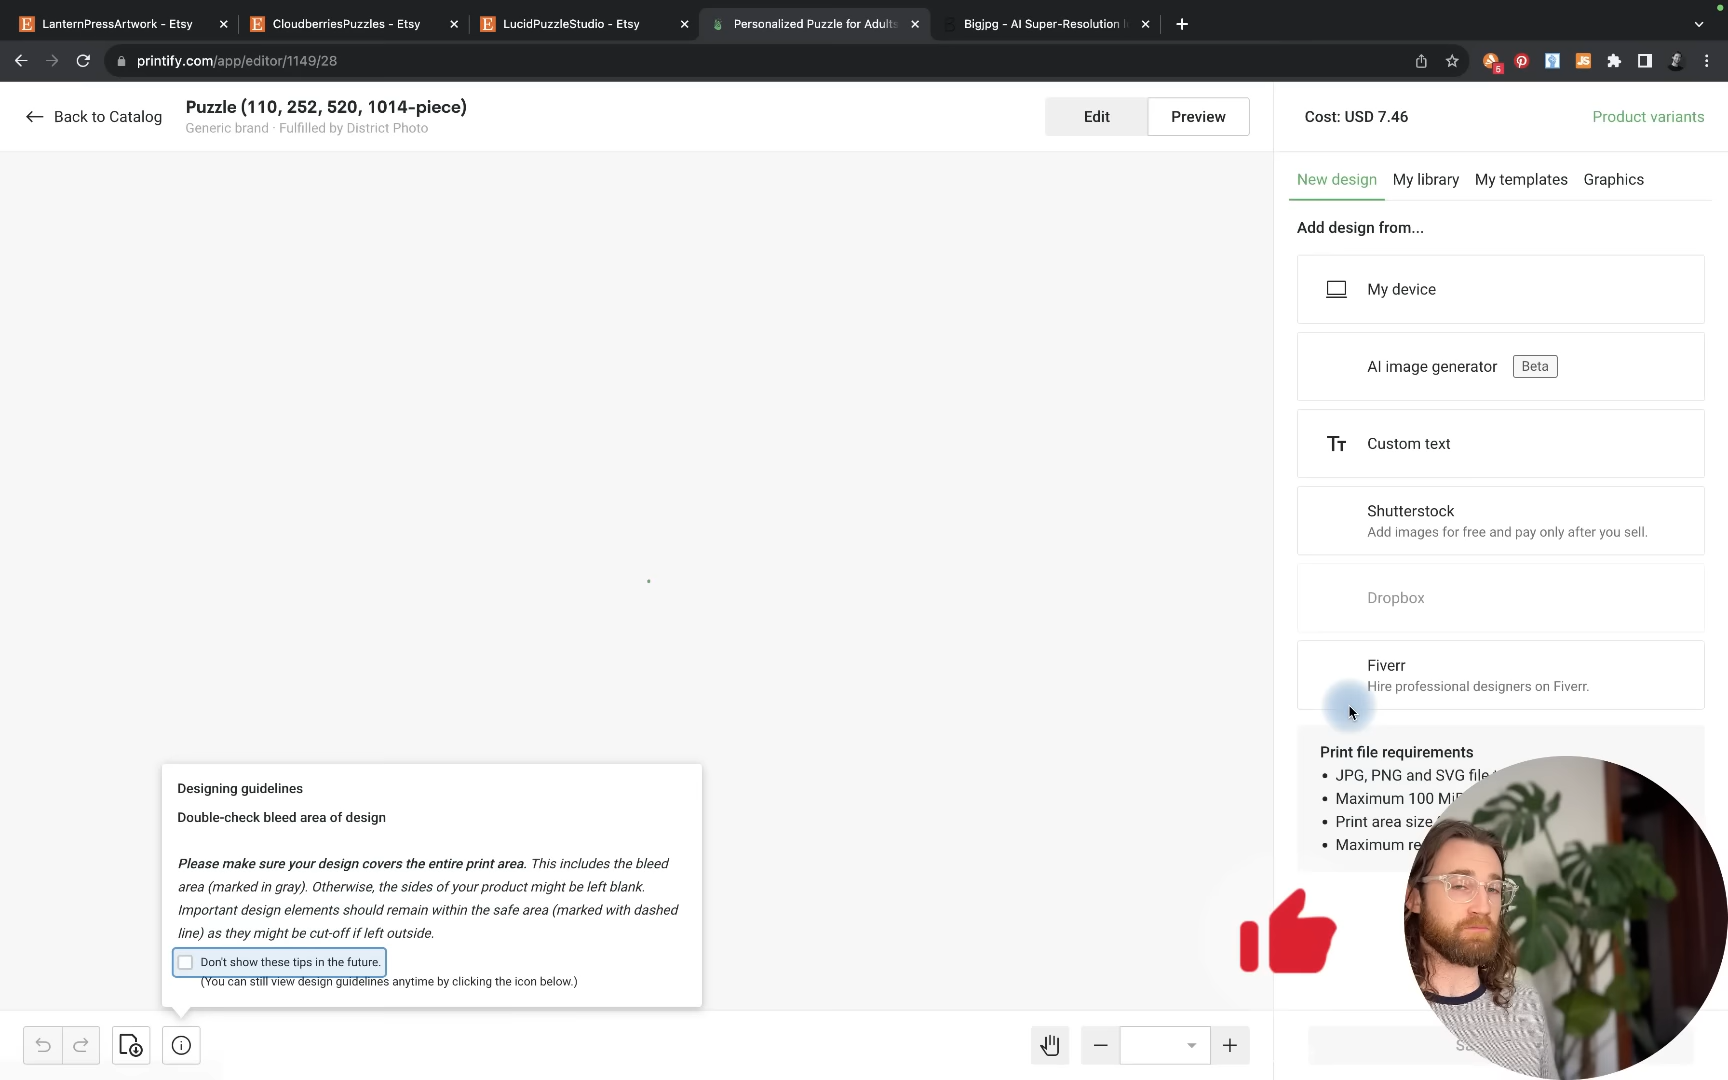 LanternPressArtwork - Etsy
CloudberriesPuzzles - Etsy
LucidPuzzleStudio - Etsy
Personalized Puzzle for Adults
Bigjpg - AI Super-Resolution
printify.com/app/editor/1149/28
5
JS
Back to Catalog
Puzzle (110, 252, 520, 1014-piece)
Generic brand · Fulfilled by District Photo
Edit
Preview
Cost: USD 7.46
Product variants
New design
My library
My templates
Graphics
Add design from...
My device
AI image generator
Beta
Tт
Custom text
Shutterstock
Add images for free and pay only after you sell.
Dropbox
Fiverr
Hire professional designers on Fiverr.
Print file requirements
• JPG, PNG and SVG file
• Maximum 100
• Print area size
• Maximum
Designing guidelines
Double-check bleed area of design
Please make sure your design covers the entire print area. This includes the bleed
area (marked in gray). Otherwise, the sides of your product might be left blank.
Important design elements should remain within the safe area (marked with dashed
line) as they might be cut-off if left outside.
Don't show these tips in the future.
(You can still view design guidelines anytime by clicking the icon below.)